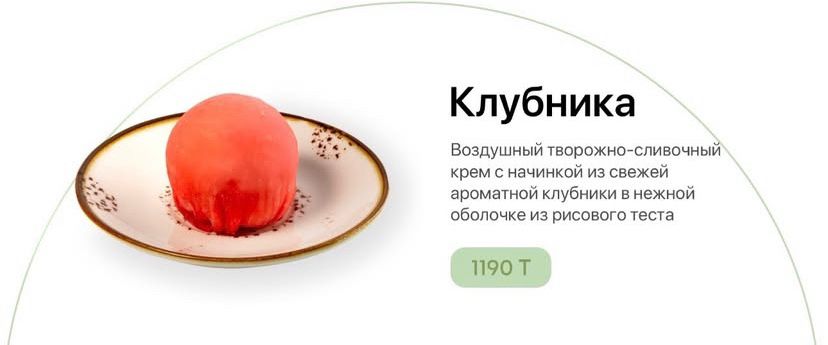 Клубника
Воздушный творожно-сливочный
крем с начинкой из свежей
ароматной клубники в нежной
оболочке из рисового теста
1190 Т